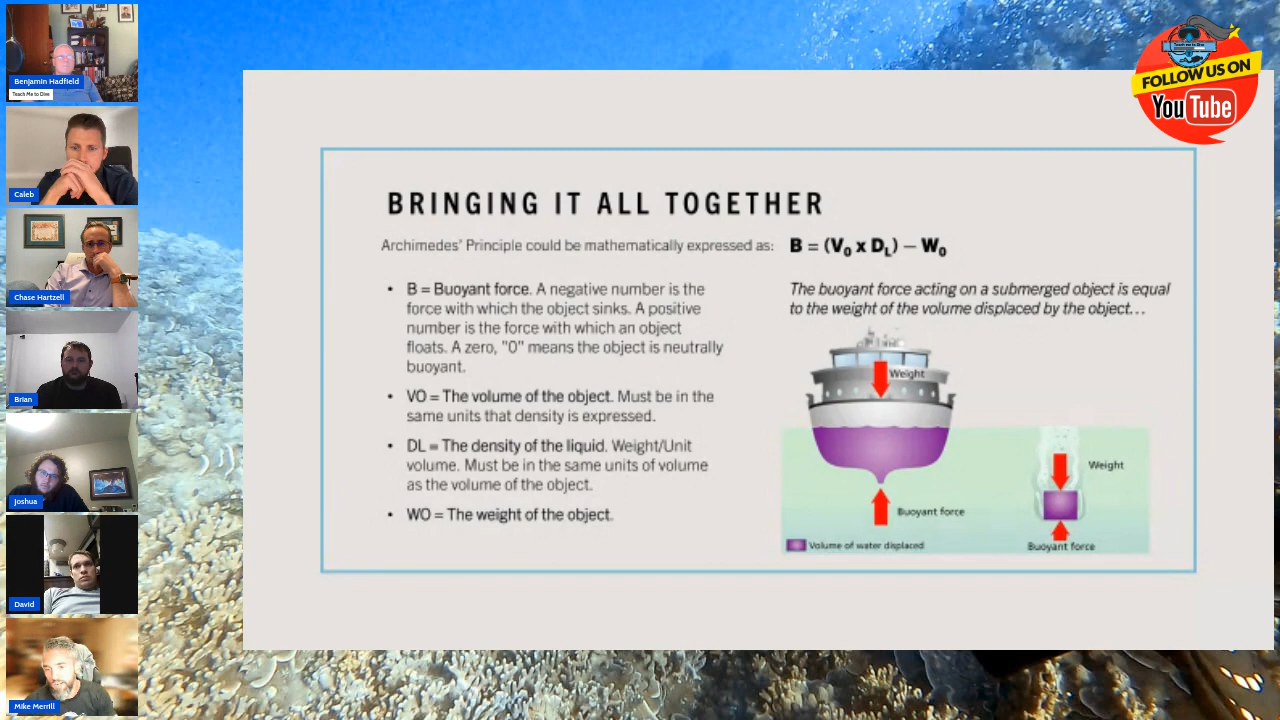 Benjamin Hadfield
Teach Me to Dive
Caleb
Chase Hartzell
Brian
Joshua
David
Mike Merrill
Teach me to Dive
FOLLOW US ON
YouTube
BRINGING IT ALL TOGETHER
Archimedes' Principle could be mathematically expressed as: B = (V₀ x D_L) – W₀
• B = Buoyant force. A negative number is the
force with which the object sinks. A positive
number is the force with which an object
floats. A zero, "0" means the object is neutrally
buoyant.
• VO = The volume of the object. Must be in the
same units that density is expressed.
• DL = The density of the liquid. Weight/Unit
volume. Must be in the same units of volume
as the volume of the object.
• WO = The weight of the object.
The buoyant force acting on a submerged object is equal
to the weight of the volume displaced by the object...
Weight
Buoyant force
Volume of water displaced
Weight
Buoyant force